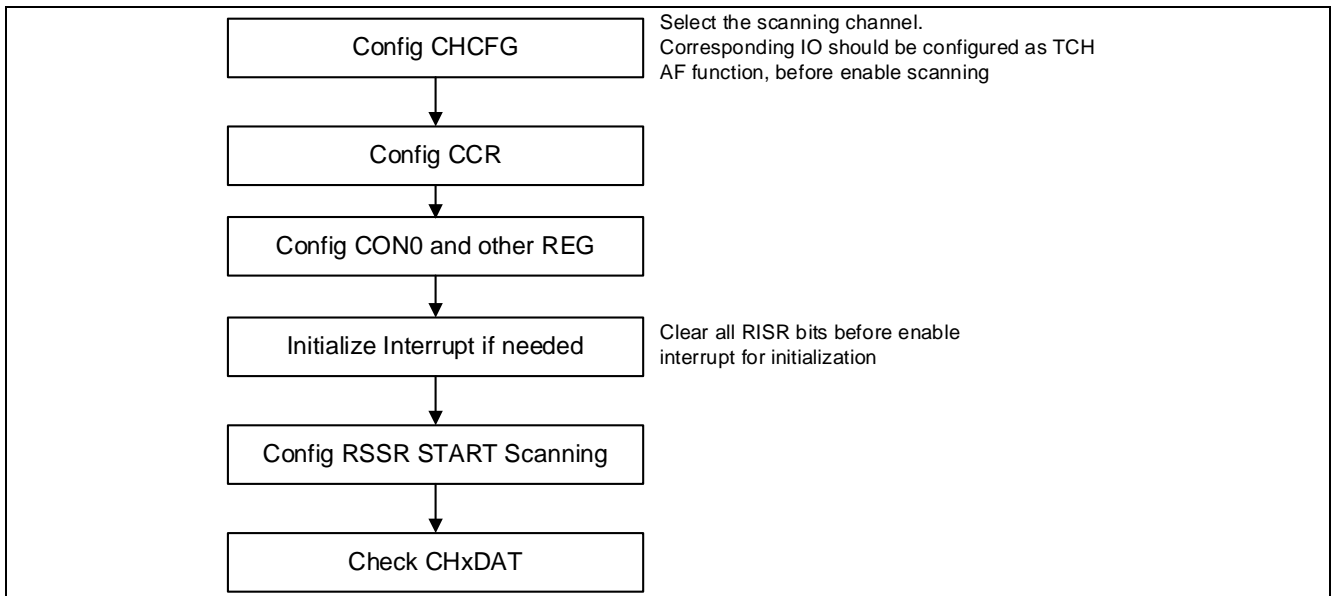 Config CHCFG
Select the scanning channel.
Corresponding IO should be configured as TCH
AF function, before enable scanning
Config CCR
Config CON0 and other REG
Initialize Interrupt if needed
Clear all RISR bits before enable
interrupt for initialization
Config RSSR START Scanning
Check CHxDAT